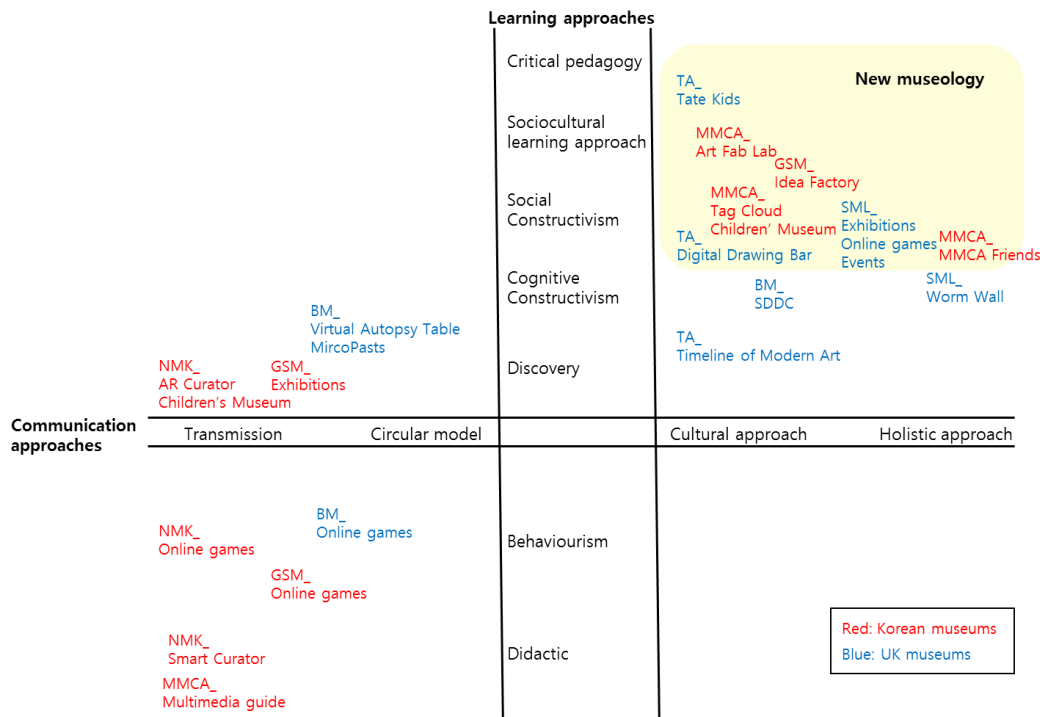 Learning approaches
Critical pedagogy
New museology
TA_
Tate Kids
Sociocultural
learning approach
MMCA_
Art Fab Lab
GSM_
Idea Factory
Social
Constructivism
MMCA_
Tag Cloud
Children’ Museum
SML_
Exhibitions
Online games
Events
TA_
Digital Drawing Bar
MMCA_
MMCA Friends
Cognitive
Constructivism
BM_
SDDC
SML_
Worm Wall
BM_
Virtual Autopsy Table
MircoPasts
TA_
Timeline of Modern Art
Discovery
NMK_
AR Curator
Children’s Museum
GSM_
Exhibitions
Communication
approaches
Transmission
Circular model
Cultural approach
Holistic approach
NMK_
Online games
BM_
Online games
Behaviourism
GSM_
Online games
NMK_
Smart Curator
Didactic
MMCA_
Multimedia guide
Red: Korean museums
Blue: UK museums